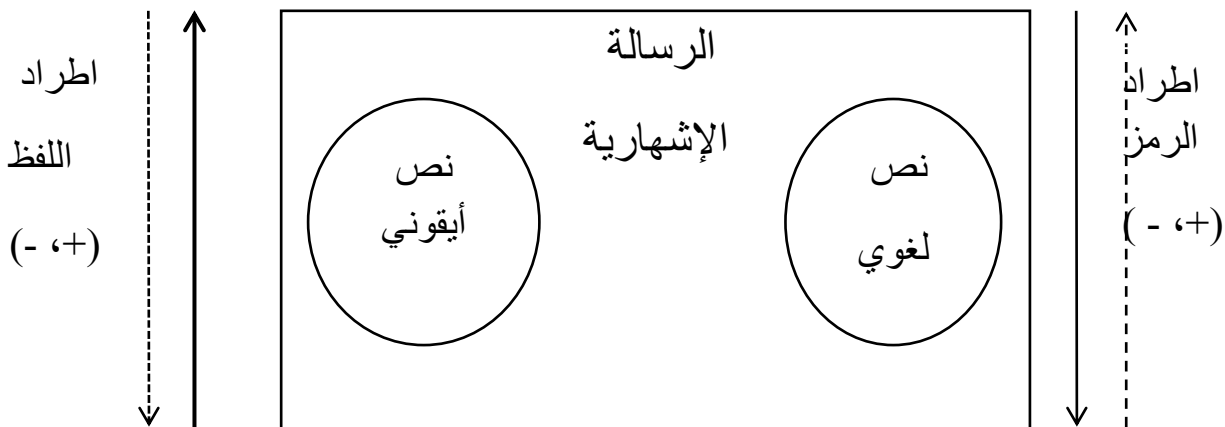 الرسالة
الإشهارية
اطراد
الرمز
(+، -)
نص
لغوي
نص
أيقوني
اطراد
اللفظ
(+، -)